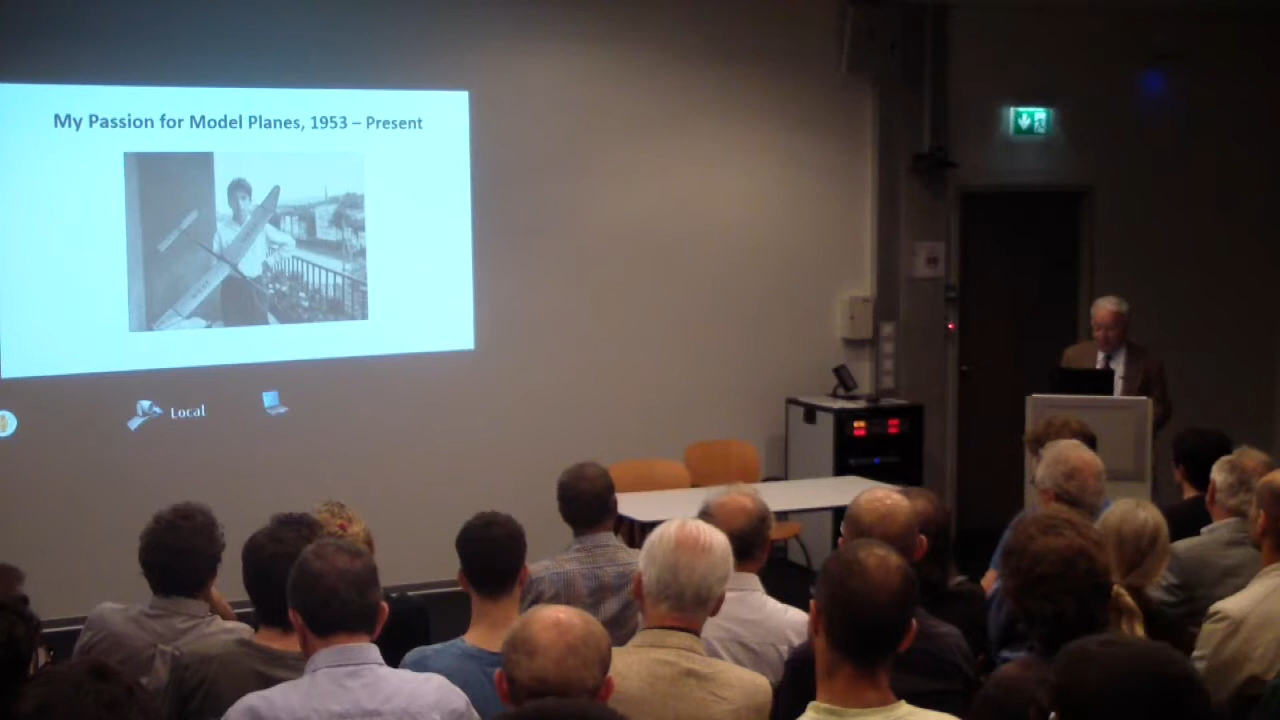 My Passion for Model Planes, 1953 – Present
Local